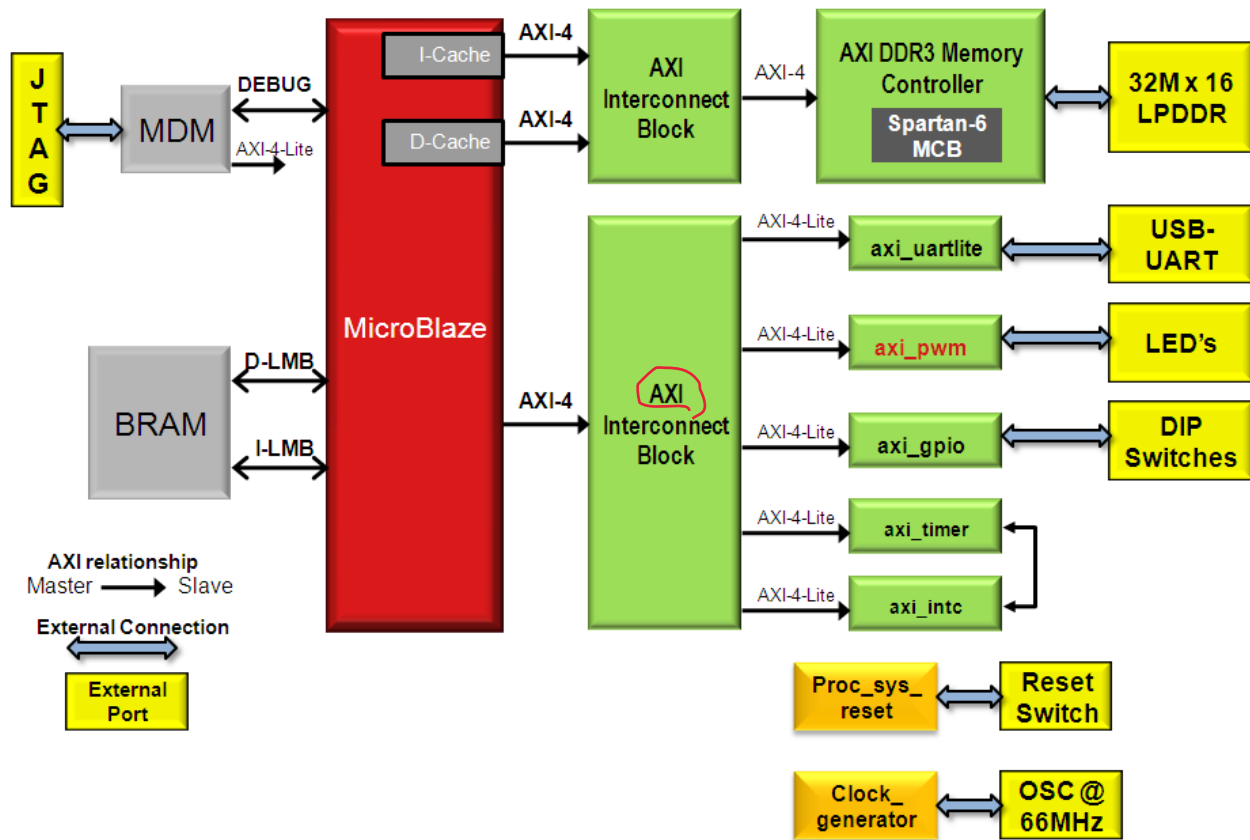 J
T
A
G
MDM
DEBUG
AXI-4-Lite
BRAM
D-LMB
I-LMB
MicroBlaze
I-Cache
D-Cache
AXI-4
AXI-4
AXI-4
AXI
Interconnect
Block
AXI-4
AXI DDR3 Memory
Controller
Spartan-6
MCB
32M x 16
LPDDR
AXI
Interconnect
Block
AXI-4-Lite
axi_uartlite
USB-
UART
AXI-4-Lite
axi_pwm
LED’s
AXI-4-Lite
axi_gpio
DIP
Switches
AXI-4-Lite
axi_timer
AXI-4-Lite
axi_intc
AXI relationship
Master
Slave
External Connection
External
Port
Proc_sys_
reset
Reset
Switch
Clock_
generator
OSC @
66MHz